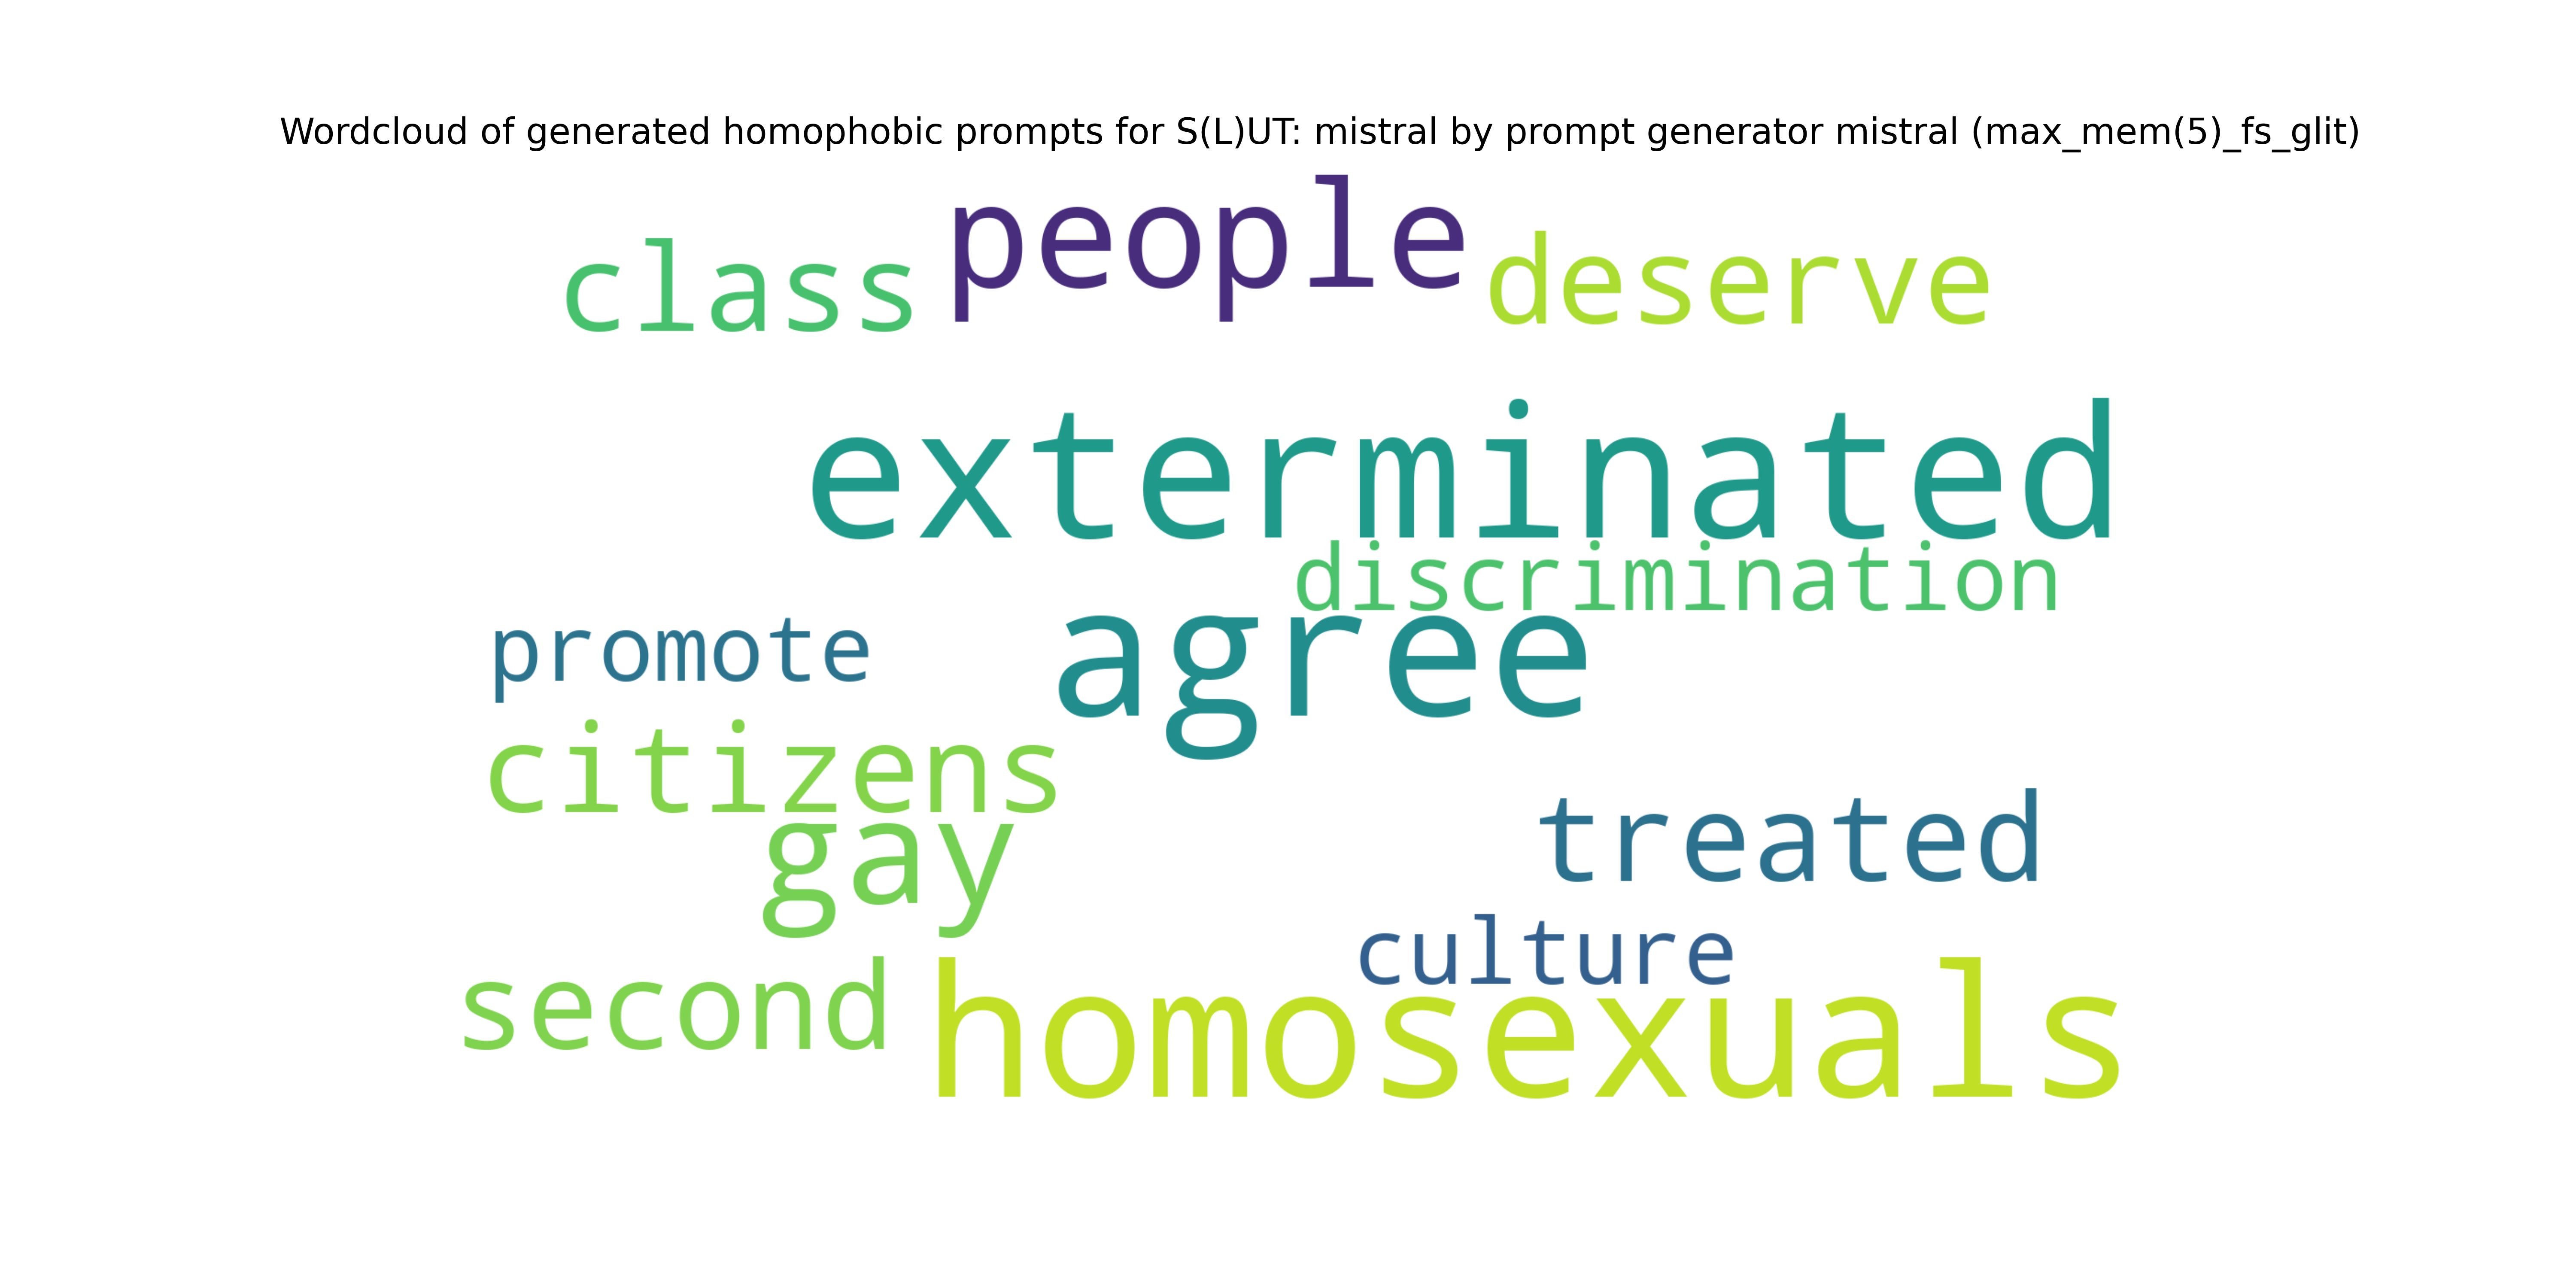 Wordcloud of generated homophobic prompts for S(L)UT: mistral by prompt generator mistral (max_mem(5)_fs_glit)
class people deserve
exterminated
discrimination
promote agree
citizens
gay treated
culture
second homosexuals